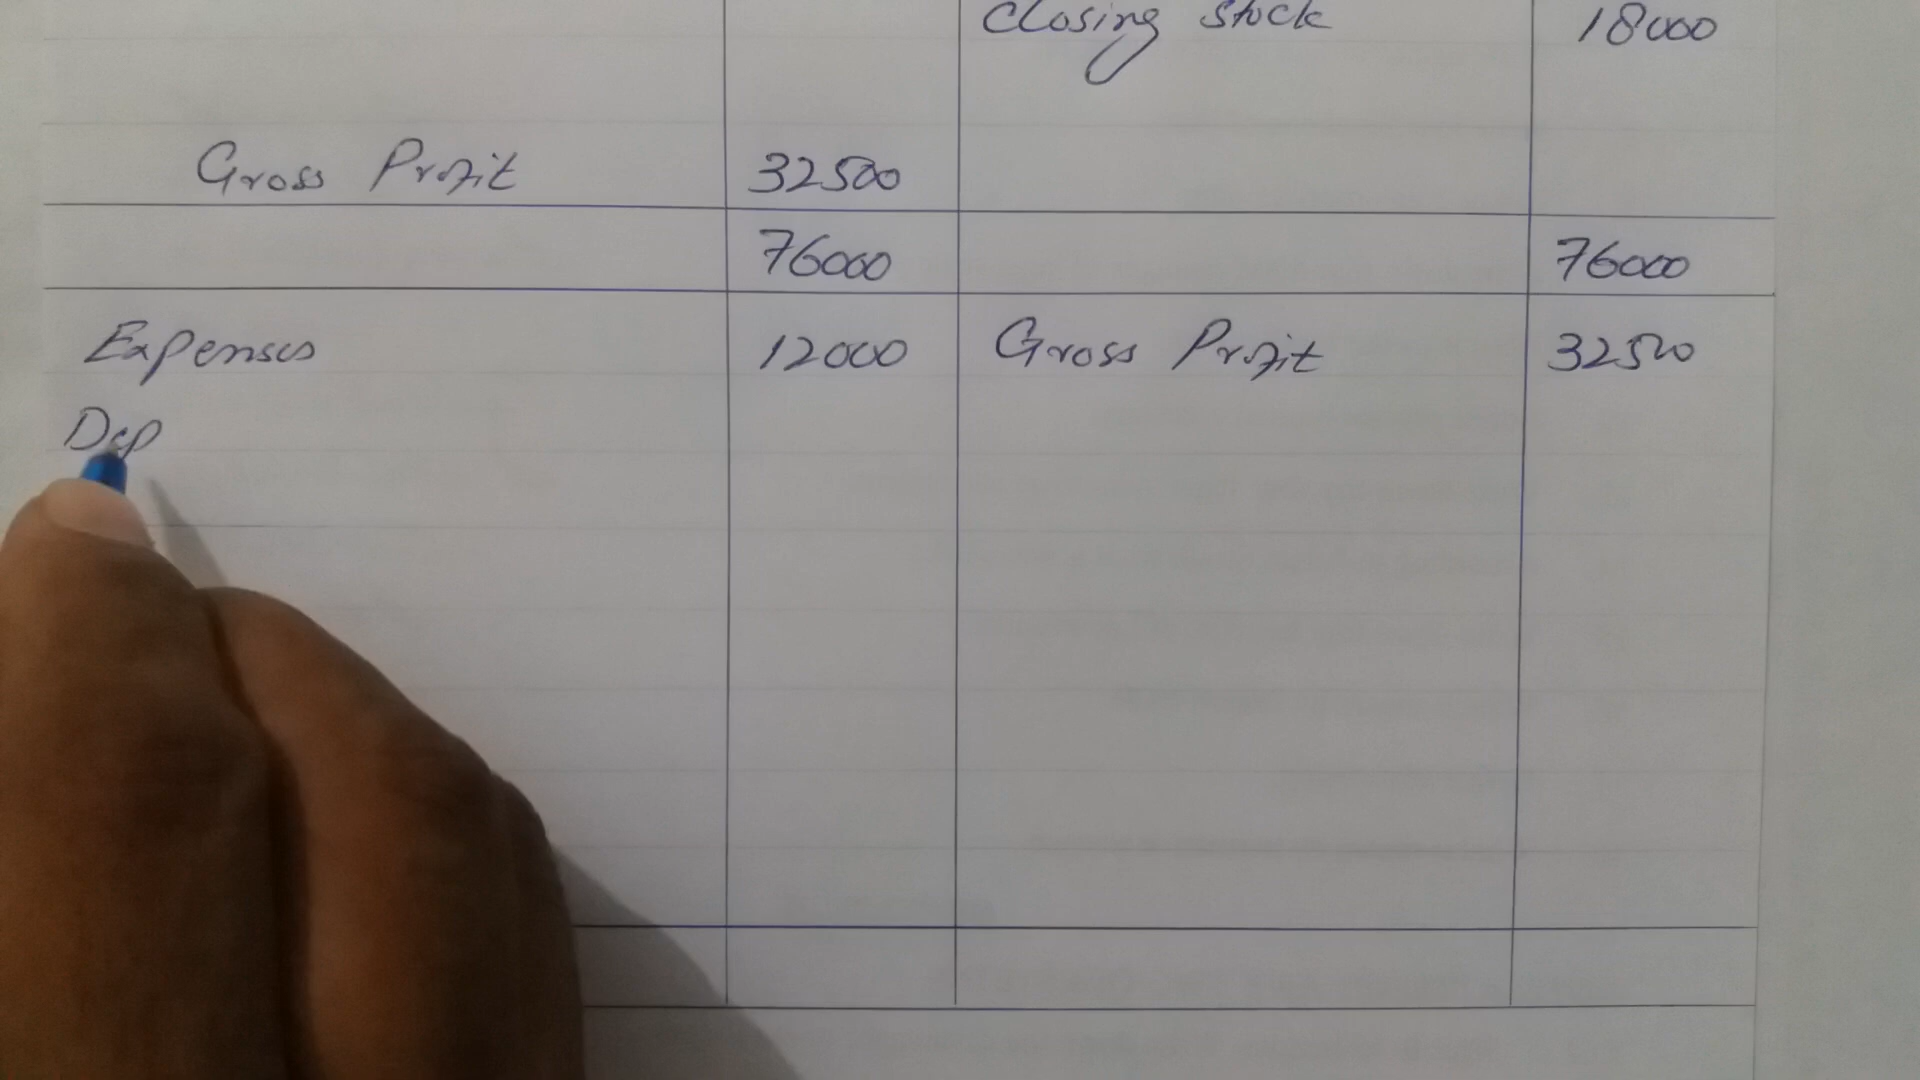 Closing Stock 18000
Gross Profit 32500
76000 76000
Expenses 12000 Gross Profit 32500
Dep